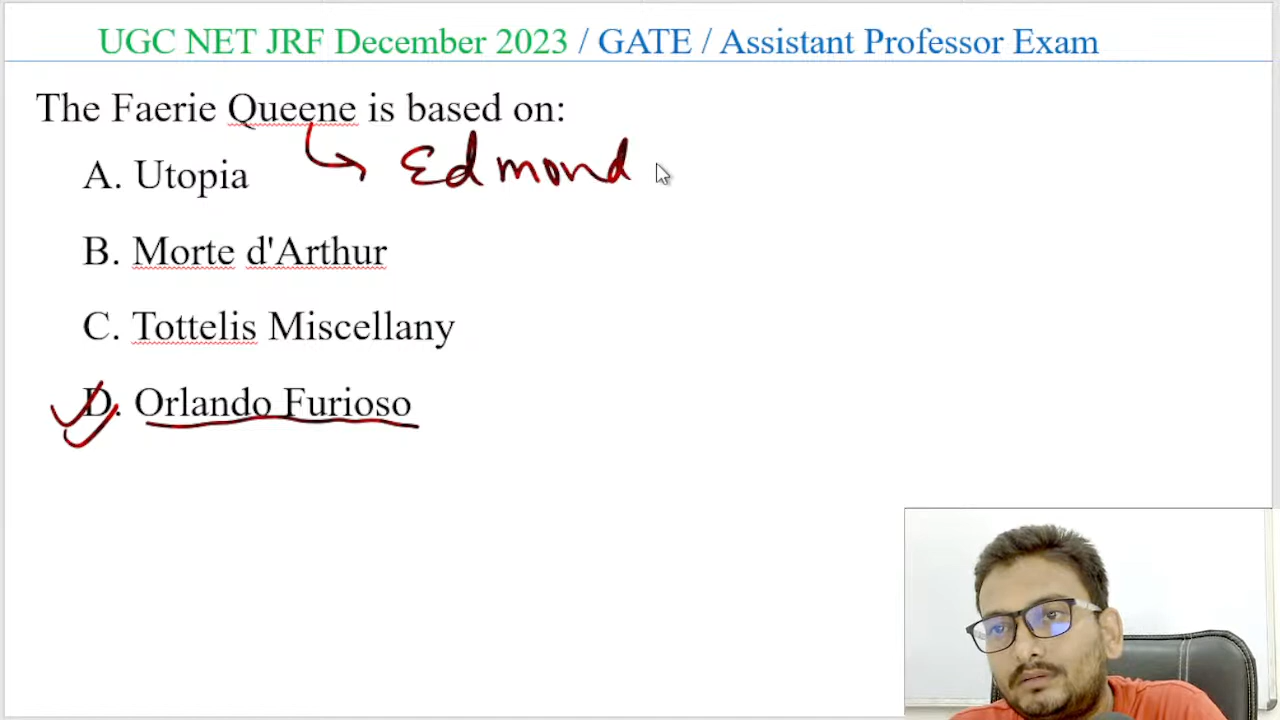 UGC NET JRF December 2023 / GATE / Assistant Professor Exam
The Faerie Queene is based on:
A. Utopia
Edmond
B. Morte d'Arthur
C. Tottelis Miscellany
D. Orlando Furioso